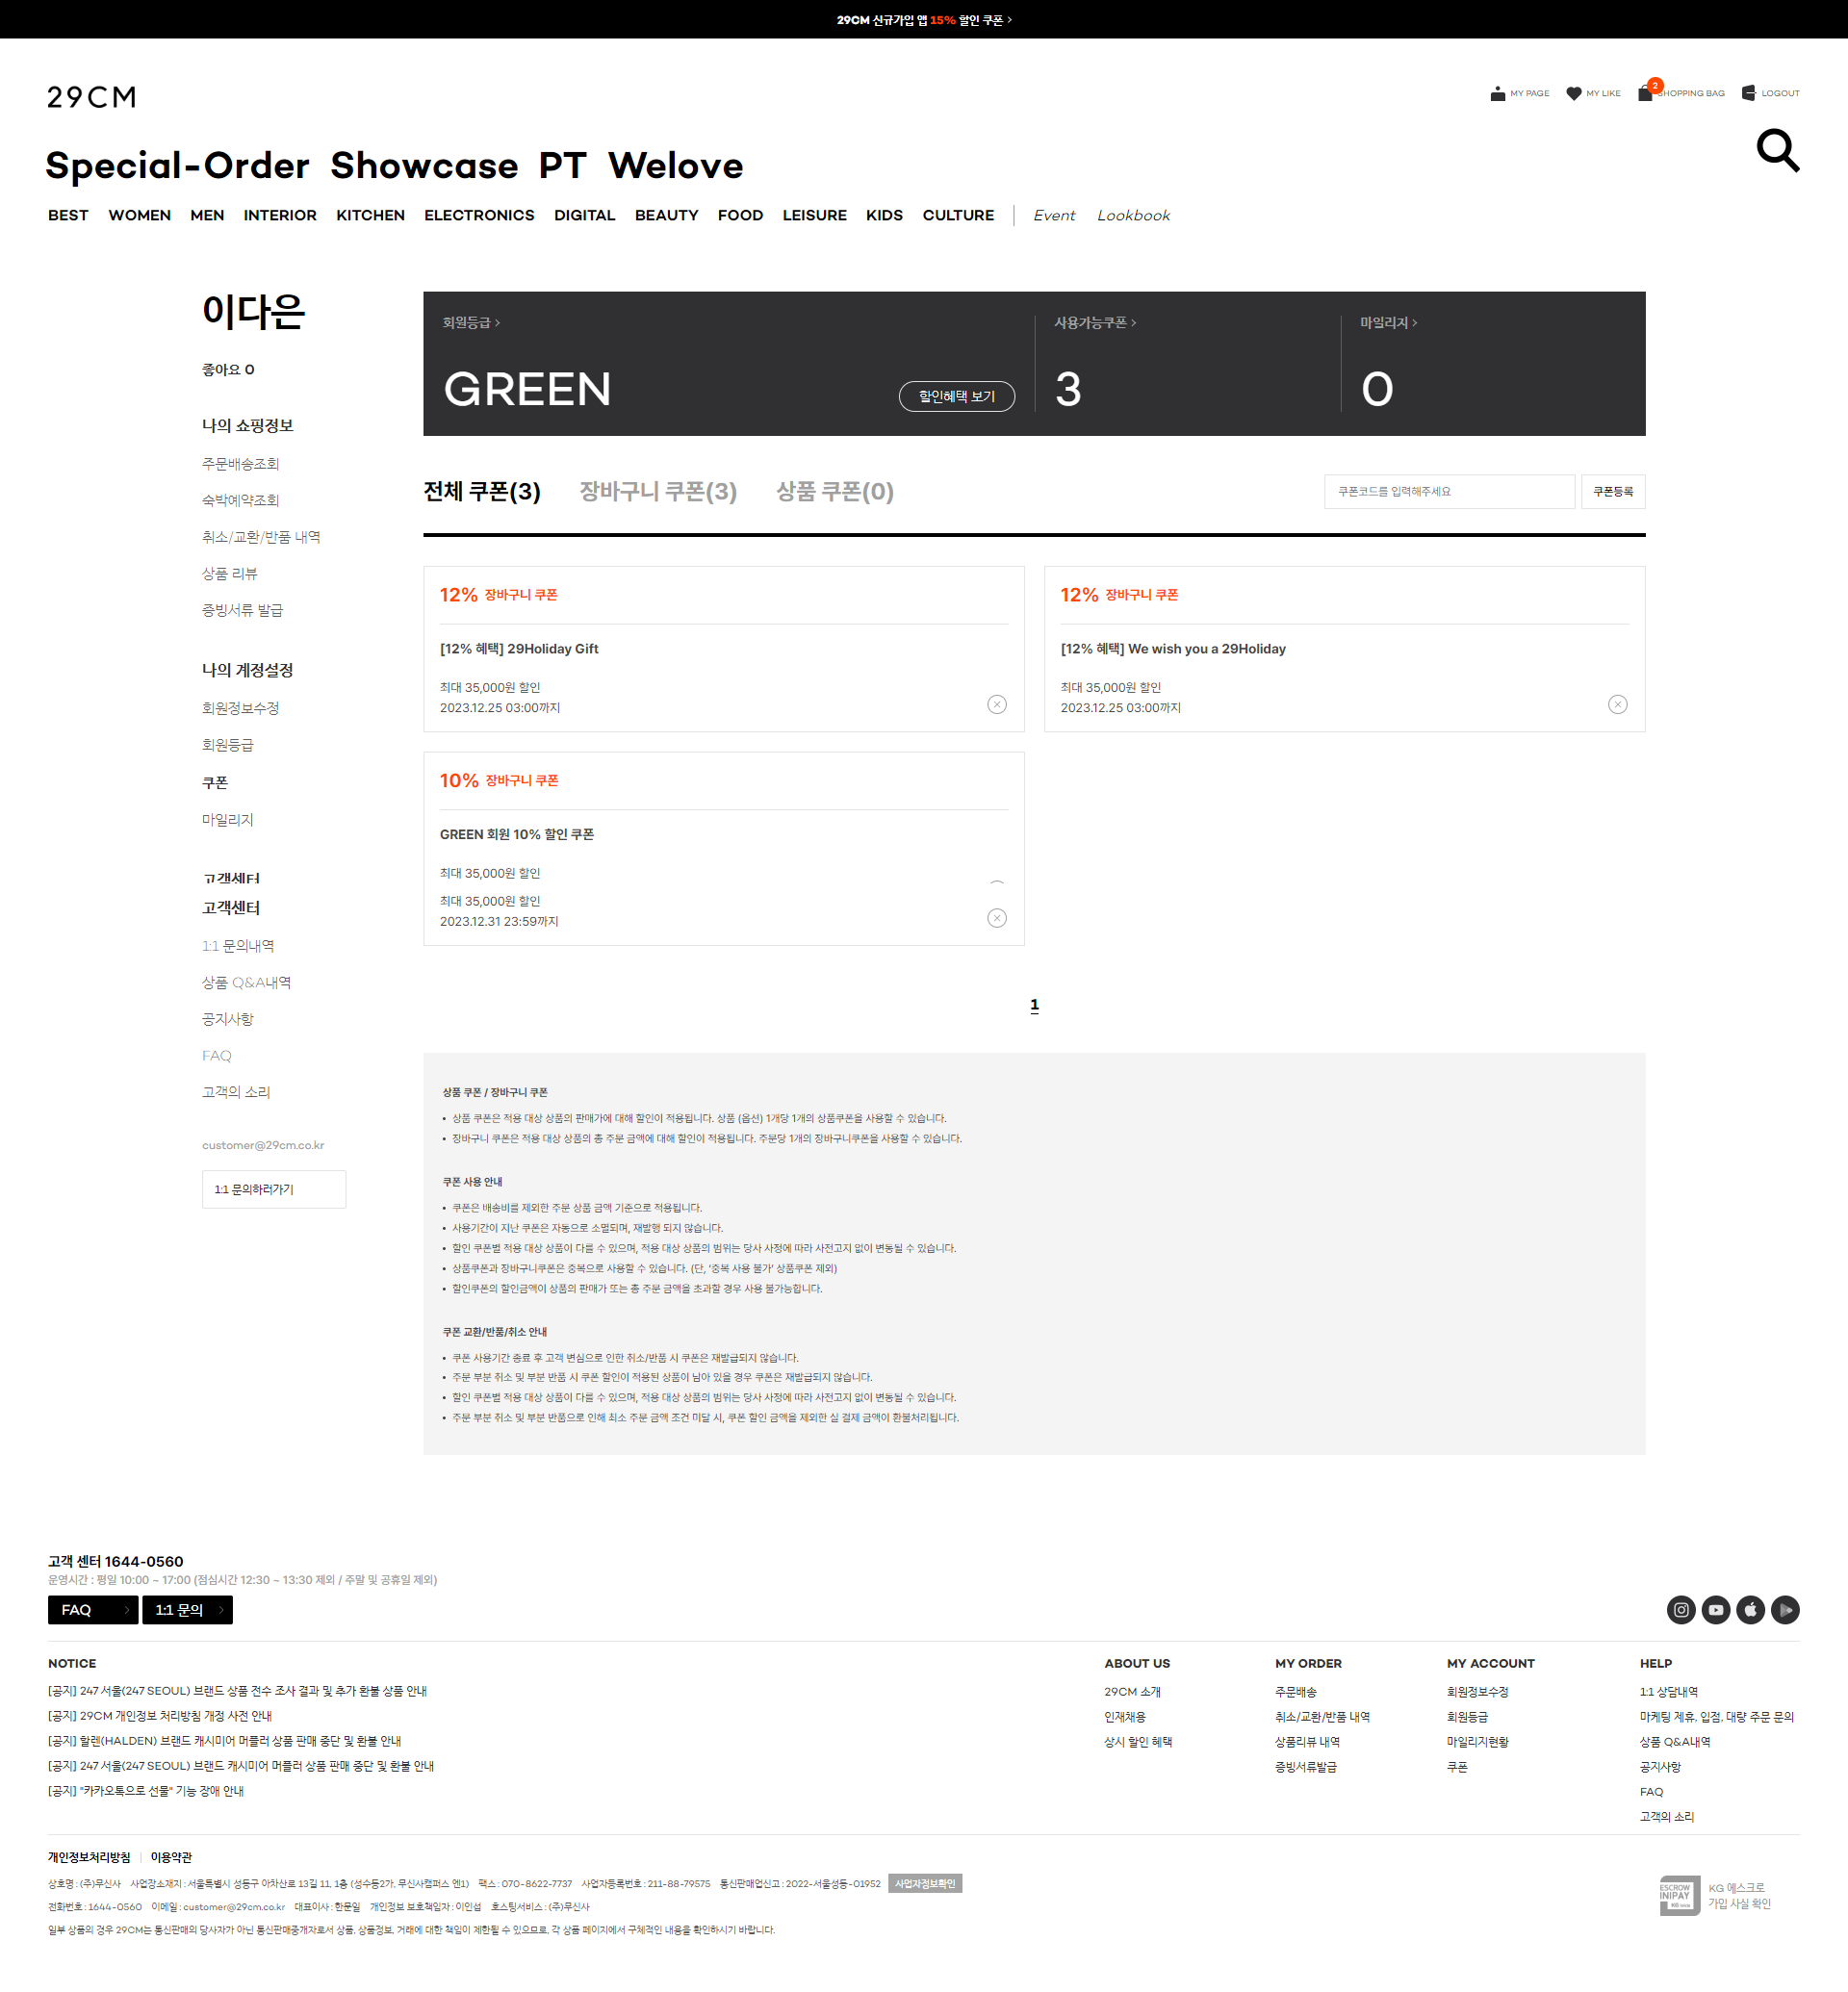 29CM 신규가입 앱 15% 할인 쿠폰 >
29CM
MY PAGE MY LIKE 2 SHOPPING BAG LOGOUT
Special-Order Showcase PT Welove
BEST WOMEN MEN INTERIOR KITCHEN ELECTRONICS DIGITAL BEAUTY FOOD LEISURE KIDS CULTURE Event Lookbook
이다은
좋아요 0
나의 쇼핑정보
주문배송조회
숙박예약조회
취소/교환/반품 내역
상품 리뷰
증빙서류 발급
나의 계정설정
회원정보수정
회원등급
쿠폰
마일리지
고객센터
고객센터
1:1 문의내역
상품 Q&A내역
공지사항
FAQ
고객의 소리
customer@29cm.co.kr
1:1 문의하러가기
회원등급 >
GREEN
할인혜택 보기
사용가능쿠폰 >
3
마일리지 >
0
전체 쿠폰(3) 장바구니 쿠폰(3) 상품 쿠폰(0)
쿠폰코드를 입력해주세요 쿠폰등록
12% 장바구니 쿠폰
[12% 혜택] 29Holiday Gift
최대 35,000원 할인
2023.12.25 03:00까지
12% 장바구니 쿠폰
[12% 혜택] We wish you a 29Holiday
최대 35,000원 할인
2023.12.25 03:00까지
10% 장바구니 쿠폰
GREEN 회원 10% 할인 쿠폰
최대 35,000원 할인
최대 35,000원 할인
2023.12.31 23:59까지
1
상품 쿠폰 / 장바구니 쿠폰
• 상품 쿠폰은 적용 대상 상품의 판매가에 대해 할인이 적용됩니다. 상품 (옵션) 1개당 1개의 상품쿠폰을 사용할 수 있습니다.
• 장바구니 쿠폰은 적용 대상 상품의 총 주문 금액에 대해 할인이 적용됩니다. 주문당 1개의 장바구니쿠폰을 사용할 수 있습니다.
쿠폰 사용 안내
• 쿠폰은 배송비를 제외한 주문 상품 금액 기준으로 적용됩니다.
• 사용기간이 지난 쿠폰은 자동으로 소멸되며, 재발행 되지 않습니다.
• 할인 쿠폰별 적용 대상 상품이 다를 수 있으며, 적용 대상 상품의 범위는 당사 사정에 따라 사전고지 없이 변동될 수 있습니다.
• 상품쿠폰과 장바구니쿠폰은 중복으로 사용할 수 있습니다. (단, ‘중복 사용 불가’ 상품쿠폰 제외)
• 할인쿠폰의 할인금액이 상품의 판매가 또는 총 주문 금액을 초과할 경우 사용 불가능합니다.
쿠폰 교환/반품/취소 안내
• 쿠폰 사용기간 종료 후 고객 변심으로 인한 취소/반품 시 쿠폰은 재발급되지 않습니다.
• 주문 부분 취소 및 부분 반품 시 쿠폰 할인이 적용된 상품이 남아 있을 경우 쿠폰은 재발급되지 않습니다.
• 할인 쿠폰별 적용 대상 상품이 다를 수 있으며, 적용 대상 상품의 범위는 당사 사정에 따라 사전고지 없이 변동될 수 있습니다.
• 주문 부분 취소 및 부분 반품으로 인해 최소 주문 금액 조건 미달 시, 쿠폰 할인 금액을 제외한 실 결제 금액이 환불처리됩니다.
고객 센터 1644-0560
운영시간 : 평일 10:00 ~ 17:00 (점심시간 12:30 ~ 13:30 제외 / 주말 및 공휴일 제외)
FAQ > 1:1 문의 >
NOTICE
[공지] 247 서울(247 SEOUL) 브랜드 상품 전수 조사 결과 및 추가 환불 상품 안내
[공지] 29CM 개인정보 처리방침 개정 사전 안내
[공지] 할렌(HALDEN) 브랜드 캐시미어 머플러 상품 판매 중단 및 환불 안내
[공지] 247 서울(247 SEOUL) 브랜드 캐시미어 머플러 상품 판매 중단 및 환불 안내
[공지] "카카오톡으로 선물" 기능 장애 안내
ABOUT US
29CM 소개
인재채용
상시 할인 혜택
MY ORDER
주문배송
취소/교환/반품 내역
상품리뷰 내역
증빙서류발급
MY ACCOUNT
회원정보수정
회원등급
마일리지현황
쿠폰
HELP
1:1 상담내역
마케팅 제휴, 입점, 대량 주문 문의
상품 Q&A내역
공지사항
FAQ
고객의 소리
개인정보처리방침 | 이용약관
상호명 : (주)무신사 사업장소재지 : 서울특별시 성동구 아차산로 13길 11, 1층 (성수동2가, 무신사캠퍼스 엔1) 팩스 : 070-8622-7737 사업자등록번호 : 211-88-79575 통신판매업신고 : 2022-서울성동-01952 사업자정보확인
전화번호 : 1644-0560 이메일 : customer@29cm.co.kr 대표이사 : 한문일 개인정보 보호책임자 : 이인섭 호스팅서비스 : (주)무신사
일부 상품의 경우 29CM는 통신판매의 당사자가 아닌 통신판매중개자로서 상품, 상품정보, 거래에 대한 책임이 제한될 수 있으므로, 각 상품 페이지에서 구체적인 내용을 확인하시기 바랍니다.
ESCROW
INIPAY
KG 에스크로
가입 사실 확인